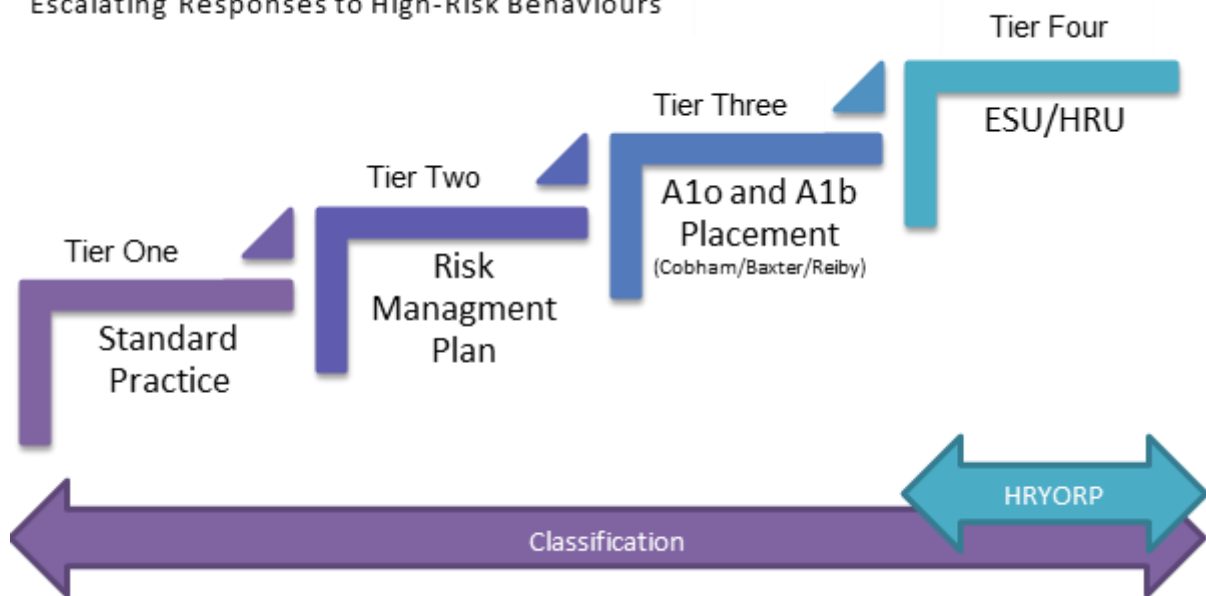 Escalating Responses to High-Risk Behaviours
Tier One
Standard
Practice
Tier Two
Risk
Managment
Plan
Tier Three
A1o and A1b
Placement
(Cobham/Baxter/Reiby)
Tier Four
ESU/HRU
HRYORP
Classification